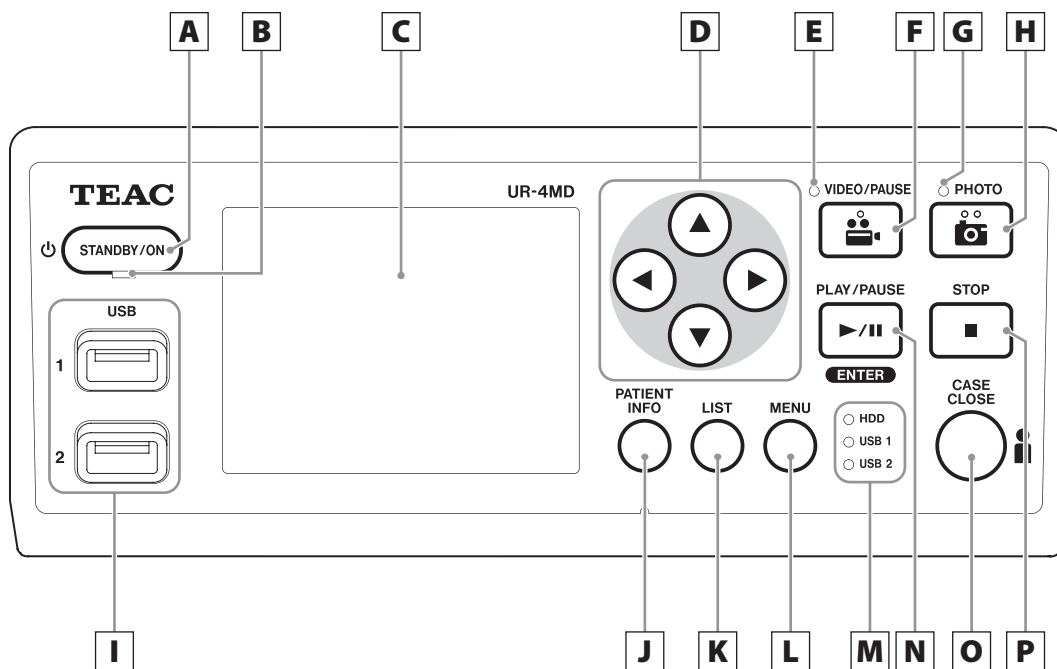 A B C D E F G H
TEAC
UR-4MD
VIDEO/PAUSE
PHOTO
STANDBY/ON
USB
1
2
PLAY/PAUSE
STOP
ENTER
PATIENT
INFO
LIST
MENU
HDD
USB 1
USB 2
CASE
CLOSE
I J K L M N O P